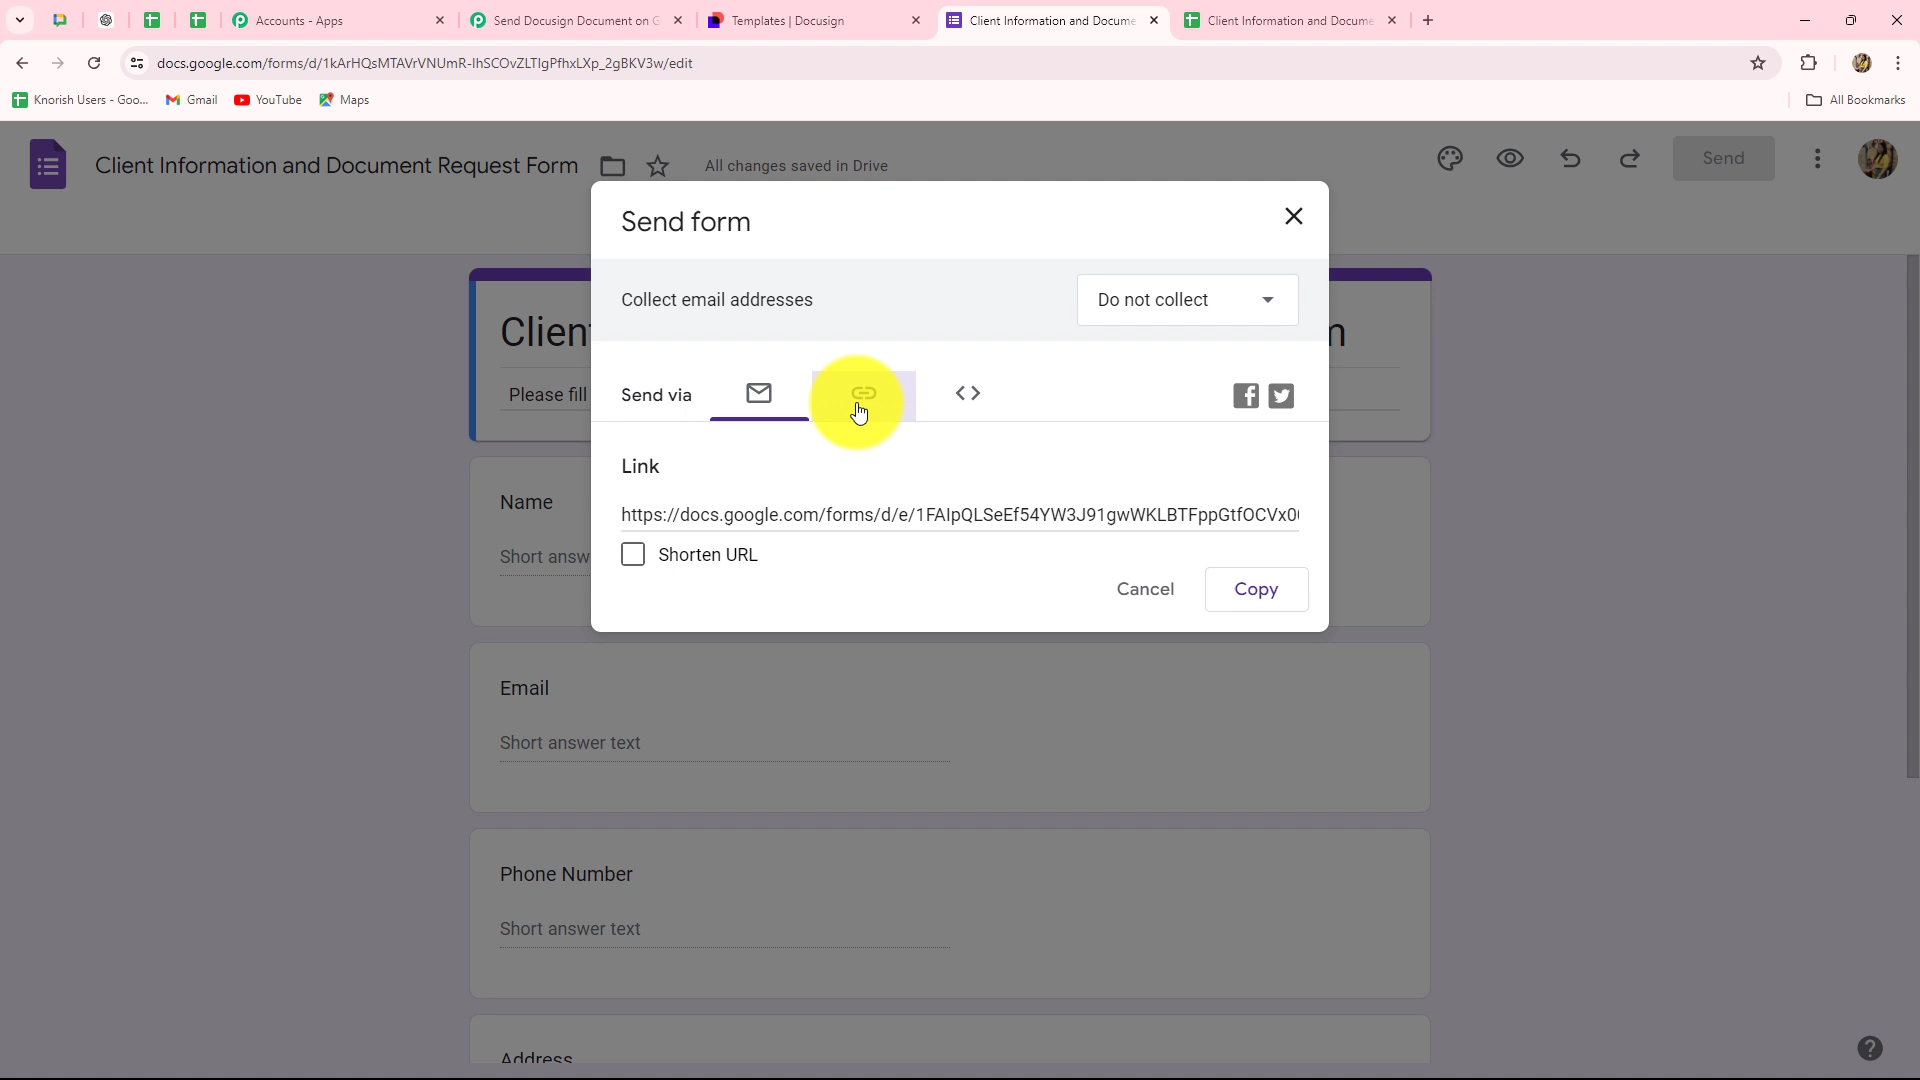 Accounts - Apps
Send Docusign Document on G
Templates | Docusign
Client Information and Docume
Client Information and Docume
docs.google.com/forms/d/1kArHQsMTAVrVNUmR-IhSCOvZLTlgPfhxLXp_2gBKV3w/edit
Knorish Users - Goo...
Gmail
YouTube
Maps
All Bookmarks
Client Information and Document Request Form
All changes saved in Drive
Send
Send form
Collect email addresses
Do not collect
Clien
m
Please fill
Send via
Link
https://docs.google.com/forms/d/e/1FAIpQLSeEf54YW3J91gwWKLBTFppGtfOCVx0
Shorten URL
Cancel
Copy
Name
Short answ
Email
Short answer text
Phone Number
Short answer text
Address